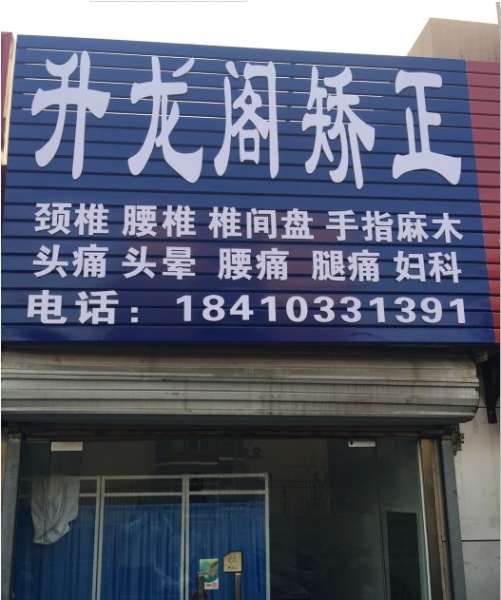 升龙阁矫正
颈椎 腰椎 椎间盘 手指麻木
头痛 头晕 腰痛 腿痛 妇科
电话：18410331391